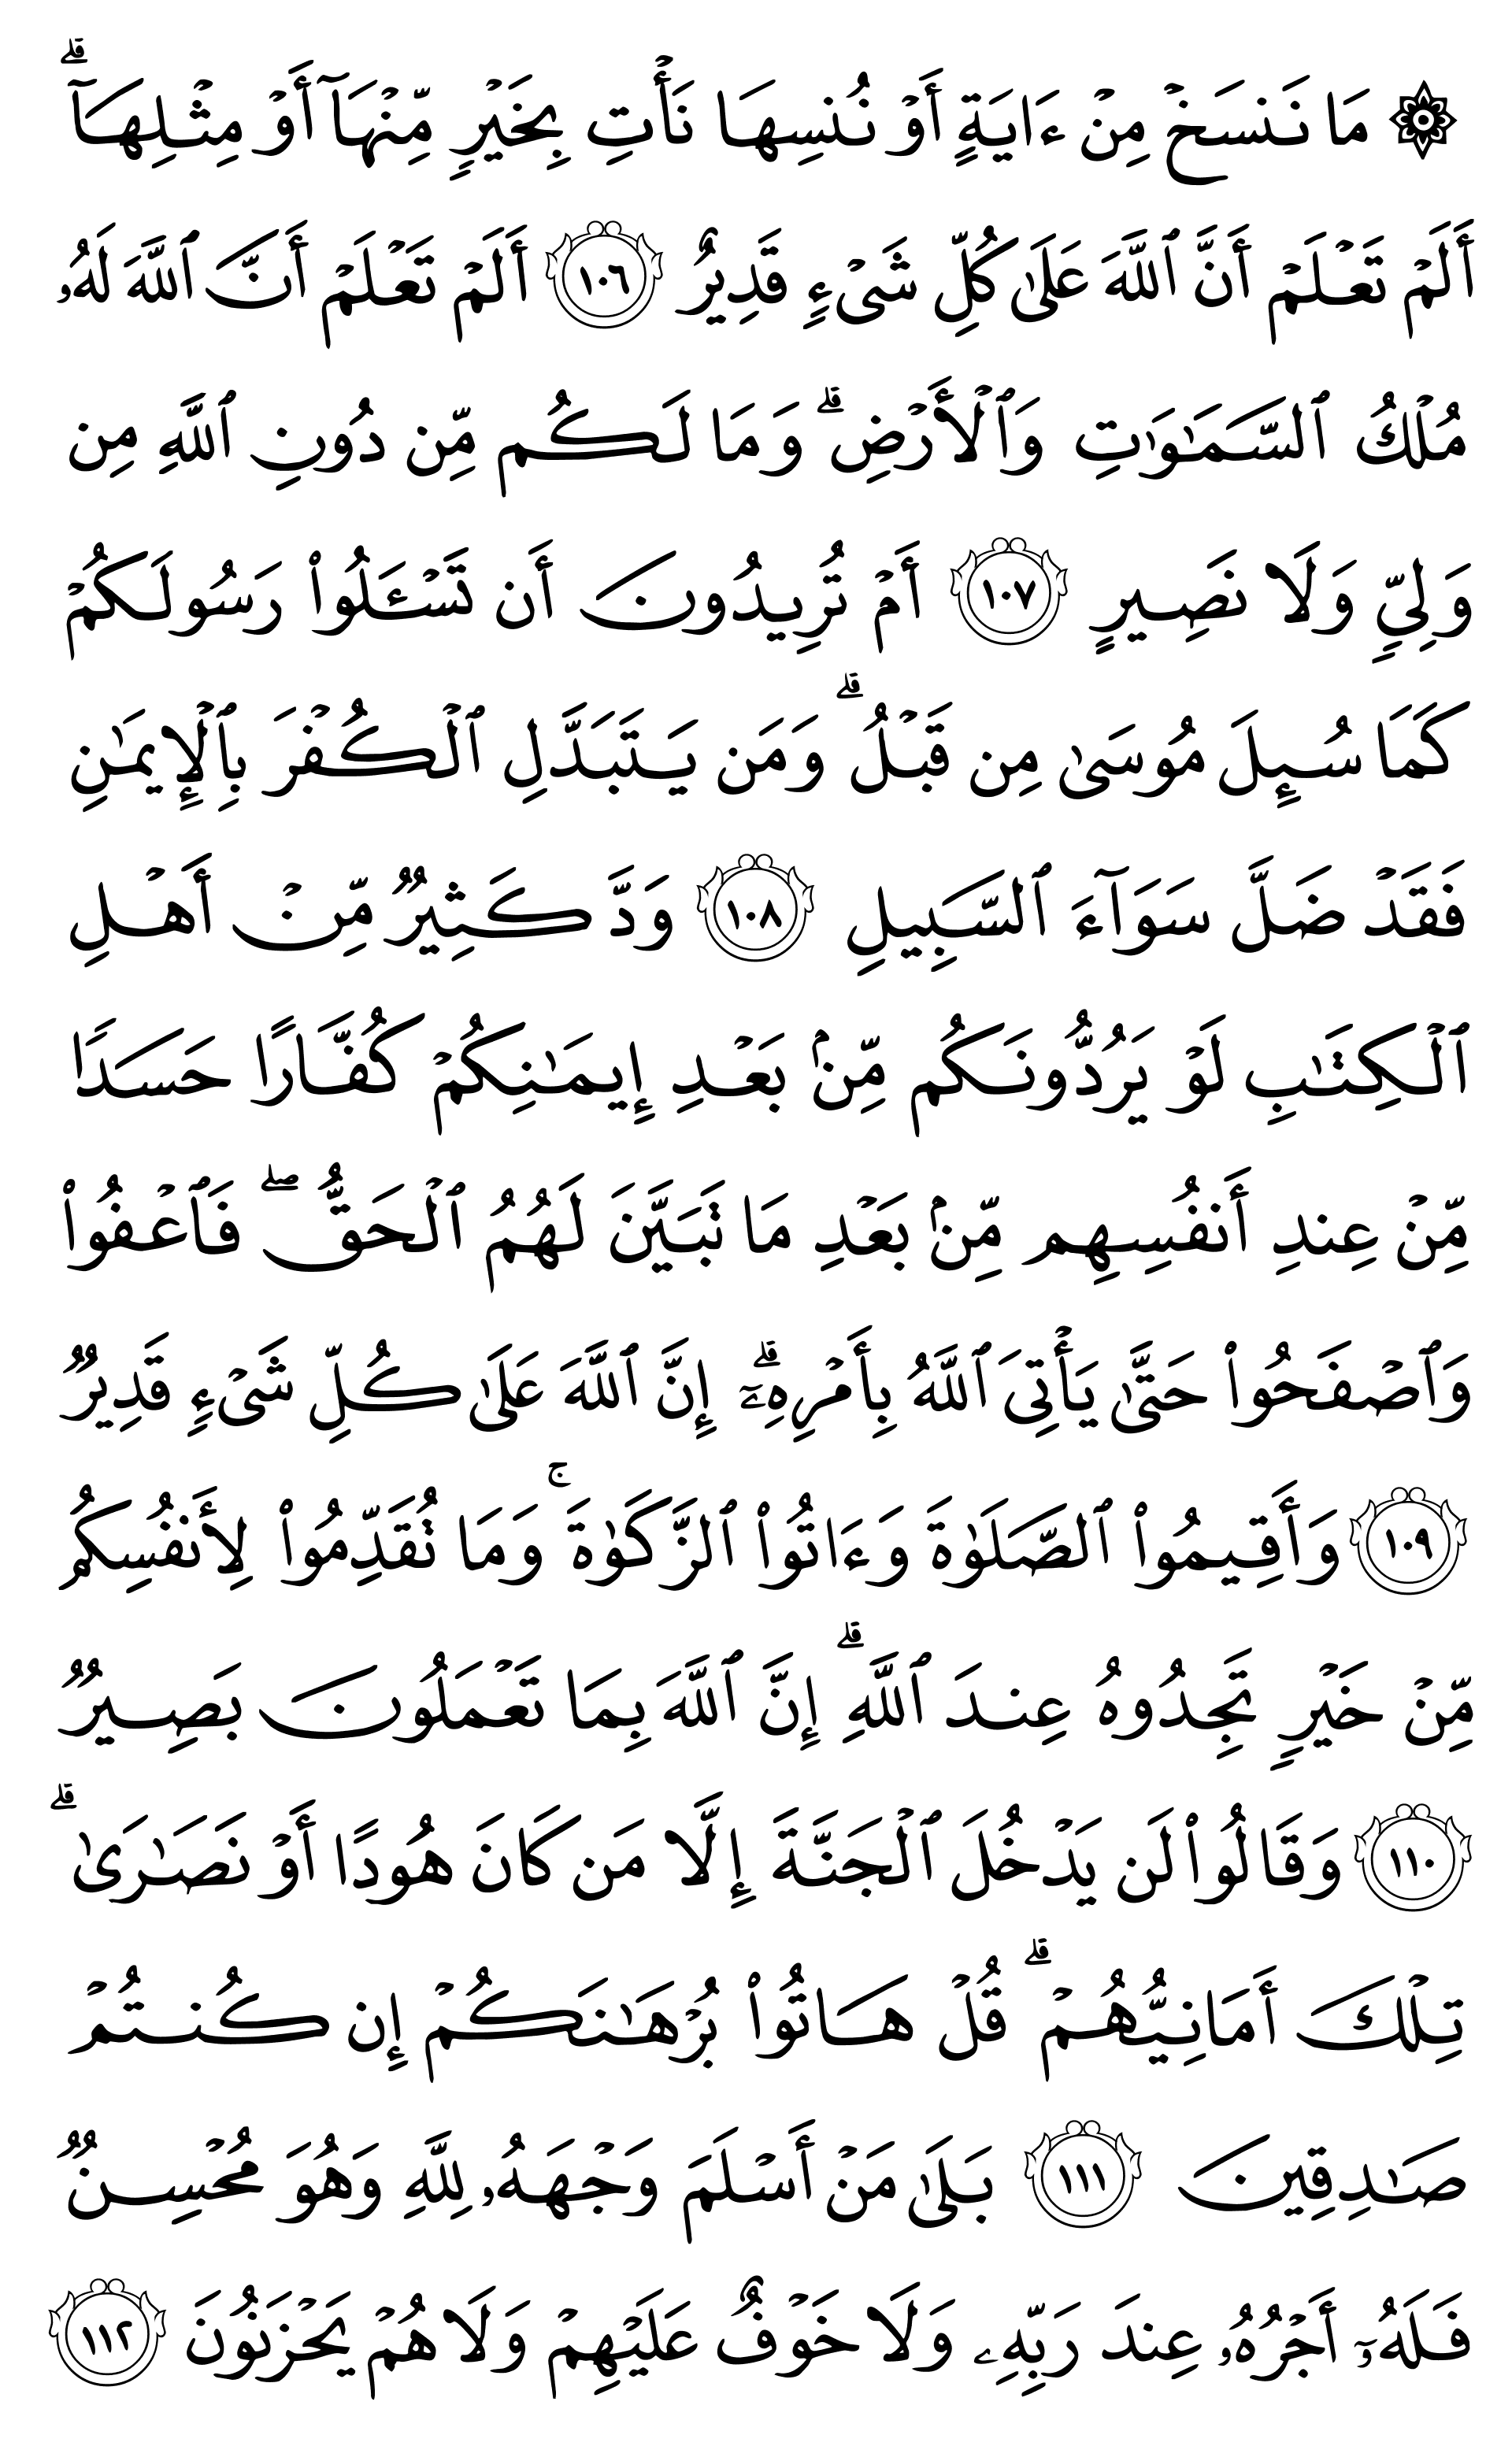 ۞ مَا نَنسَخۡ مِنۡ ءَايَةٍ أَوۡ نُنسِهَا نَأۡتِ بِخَيۡرٖ مِّنۡهَآ أَوۡ مِثۡلِهَآۗ
أَلَمۡ تَعۡلَمۡ أَنَّ ٱللَّهَ عَلَىٰ كُلِّ شَيۡءٖ قَدِيرٌ ١٠٦ أَلَمۡ تَعۡلَمۡ أَنَّ ٱللَّهَ لَهُۥ
مُلۡكُ ٱلسَّمَٰوَٰتِ وَٱلۡأَرۡضِۗ وَمَا لَكُم مِّن دُونِ ٱللَّهِ مِن
وَلِيّٖ وَلَا نَصِيرٍ ١٠٧ أَمۡ تُرِيدُونَ أَن تَسۡـَٔلُواْ رَسُولَكُمۡ
كَمَا سُئِلَ مُوسَىٰ مِن قَبۡلُۗ وَمَن يَتَبَدَّلِ ٱلۡكُفۡرَ بِٱلۡإِيمَٰنِ
فَقَدۡ ضَلَّ سَوَآءَ ٱلسَّبِيلِ ١٠٨ وَدَّ كَثِيرٞ مِّنۡ أَهۡلِ
ٱلۡكِتَٰبِ لَوۡ يَرُدُّونَكُم مِّنۢ بَعۡدِ إِيمَٰنِكُمۡ كُفَّارًا حَسَدٗا
مِّنۡ عِندِ أَنفُسِهِم مِّنۢ بَعۡدِ مَا تَبَيَّنَ لَهُمُ ٱلۡحَقُّۖ فَٱعۡفُواْ
وَٱصۡفَحُواْ حَتَّىٰ يَأۡتِيَ ٱللَّهُ بِأَمۡرِهِۦٓۗ إِنَّ ٱللَّهَ عَلَىٰ كُلِّ شَيۡءٖ قَدِيرٞ
١٠٩ وَأَقِيمُواْ ٱلصَّلَوٰةَ وَءَاتُواْ ٱلزَّكَوٰةَۚ وَمَا تُقَدِّمُواْ لِأَنفُسِكُم
مِّنۡ خَيۡرٖ تَجِدُوهُ عِندَ ٱللَّهِۗ إِنَّ ٱللَّهَ بِمَا تَعۡمَلُونَ بَصِيرٞ
١١٠ وَقَالُواْ لَن يَدۡخُلَ ٱلۡجَنَّةَ إِلَّا مَن كَانَ هُودًا أَوۡ نَصَٰرَىٰۗ
تِلۡكَ أَمَانِيُّهُمۡۗ قُلۡ هَاتُواْ بُرۡهَٰنَكُمۡ إِن كُنتُمۡ
صَٰدِقِينَ ١١١ بَلَىٰ مَنۡ أَسۡلَمَ وَجۡهَهُۥ لِلَّهِ وَهُوَ مُحۡسِنٞ
فَلَهُۥٓ أَجۡرُهُۥ عِندَ رَبِّهِۦ وَلَا خَوۡفٌ عَلَيۡهِمۡ وَلَا هُمۡ يَحۡزَنُونَ ١١٢